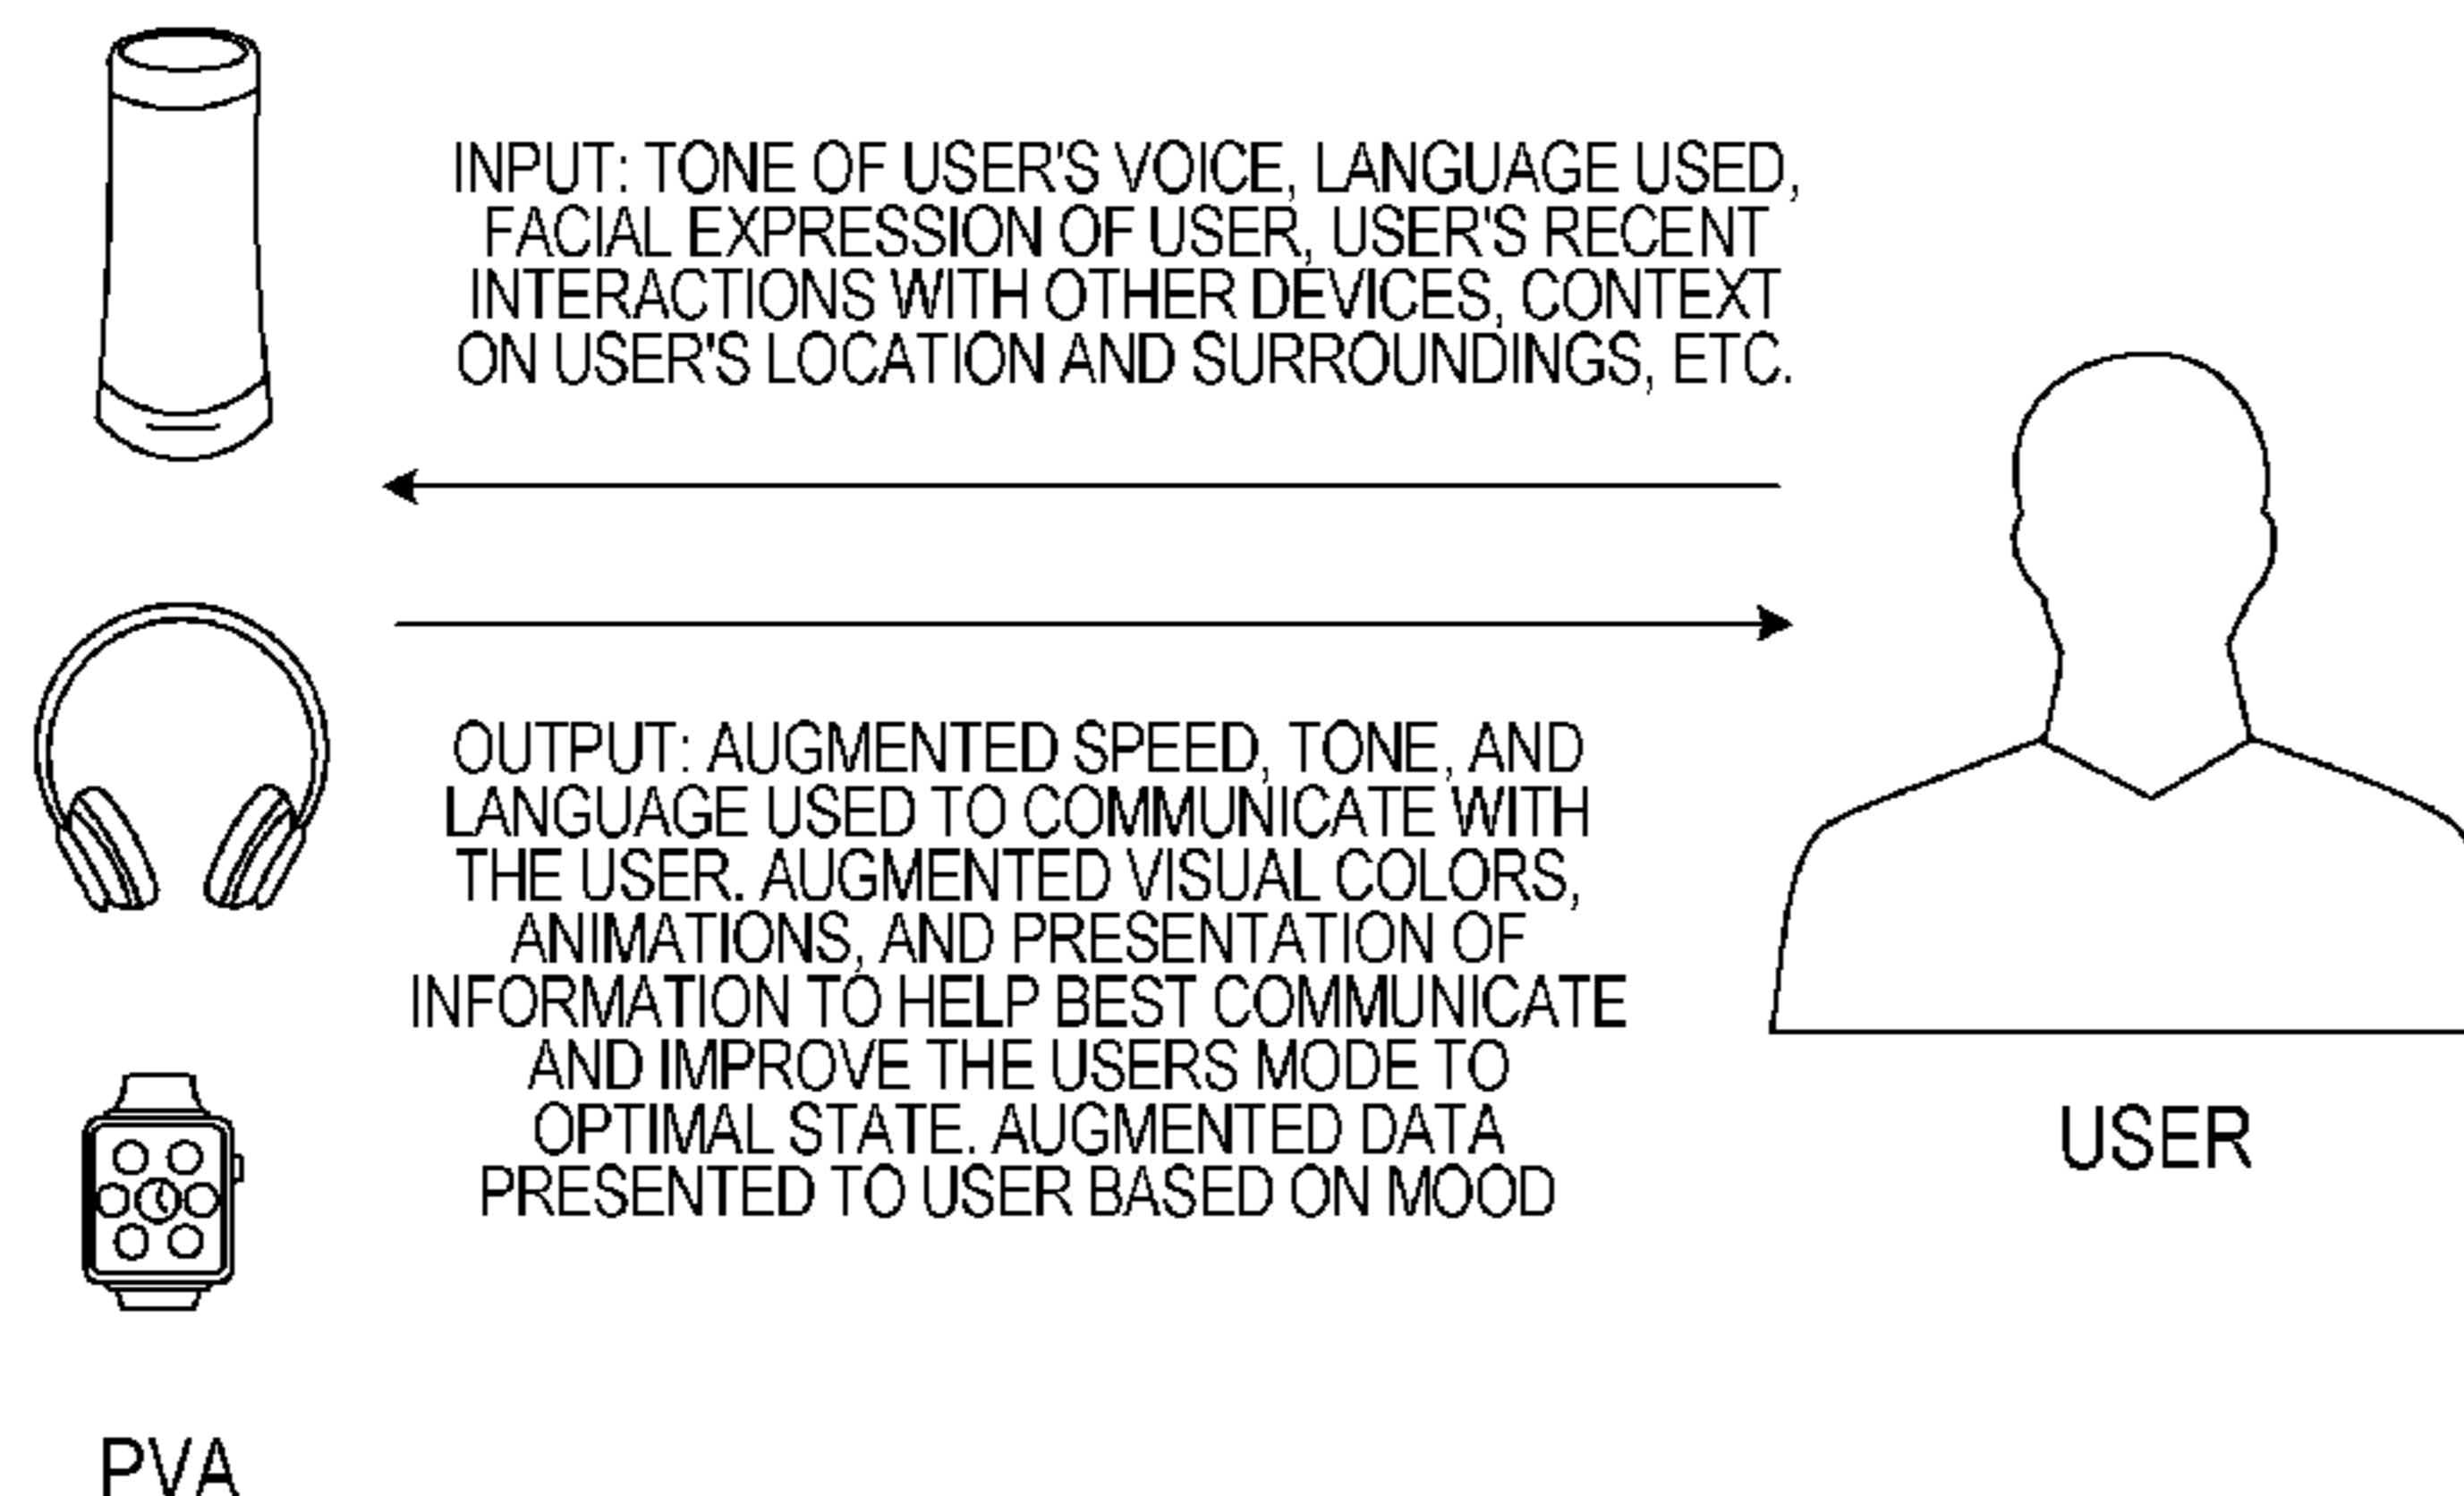 INPUT: TONE OF USER'S VOICE, LANGUAGE USED,
FACIAL EXPRESSION OF USER, USER'S RECENT
INTERACTIONS WITH OTHER DEVICES, CONTEXT
ON USER'S LOCATION AND SURROUNDINGS, ETC.
OUTPUT: AUGMENTED SPEED, TONE, AND
LANGUAGE USED TO COMMUNICATE WITH
THE USER. AUGMENTED VISUAL COLORS,
ANIMATIONS, AND PRESENTATION OF
INFORMATION TO HELP BEST COMMUNICATE
AND IMPROVE THE USERS MODE TO
OPTIMAL STATE. AUGMENTED DATA
PRESENTED TO USER BASED ON MOOD
USER
PVA